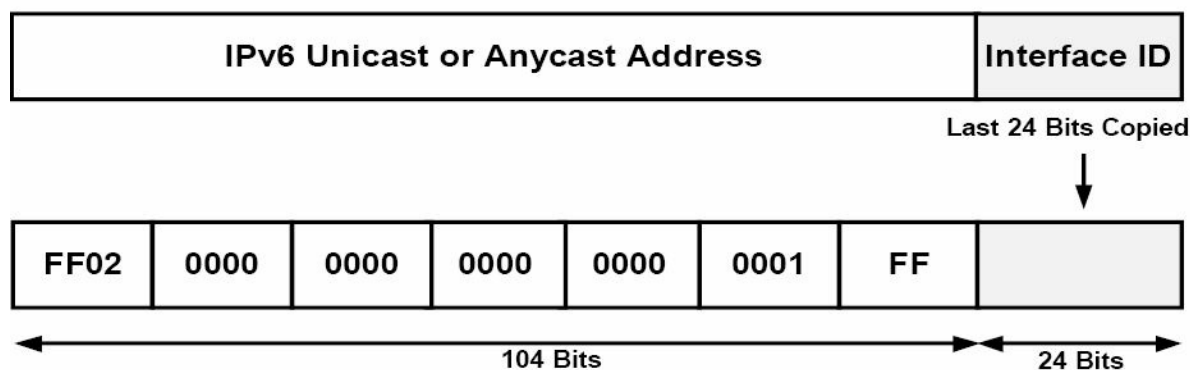 IPv6 Unicast or Anycast Address Interface ID
Last 24 Bits Copied
FF02 0000 0000 0000 0000 0001 FF
104 Bits 24 Bits